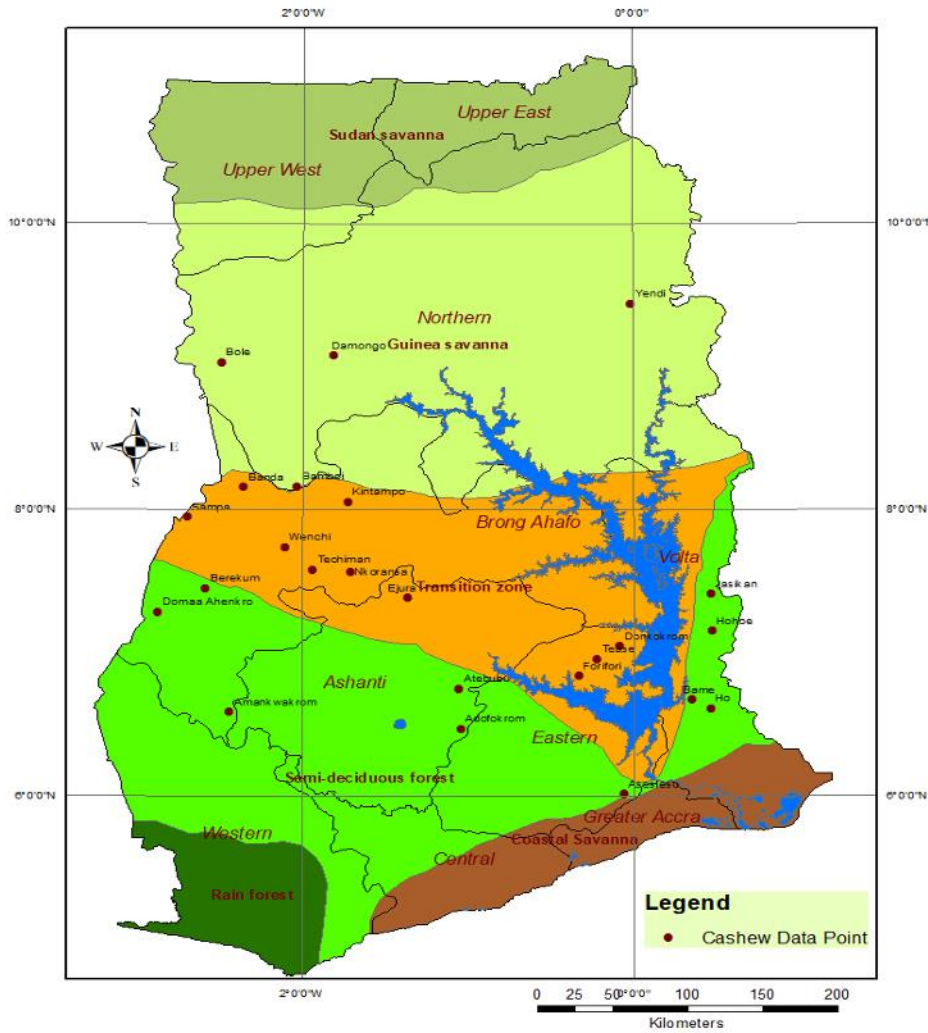 2°0'0"W 0°0'0"
Upper East
Sudan savanna
Upper West
10°0'0"N 10°0'0"N
Yendi
Northern
Guinea savanna
Damongo
Bole
N
W E
S
Banda
Bamboi
Kintampo
8°0'0"N 8°0'0"N
Sampa
Brong Ahafo
Wenchi
Volta
Techiman
Nkoransa
Transition zone
Ejura
Berekum
Jasikan
Domaa Ahenkro
Hohoe
Donkokrom
Tease
Forifori
Ashanti
Atebubu
Bame
Ho
Amankwakrom
Adofokrom
Eastern
Semi-deciduous forest
6°0'0"N 6°0'0"N
Asesieso
Greater Accra
Western
Coastal Savanna
Central
Rain forest
Legend
Cashew Data Point
2°0'0"W 0°0'0"
0 25 50 100 150 200
Kilometers